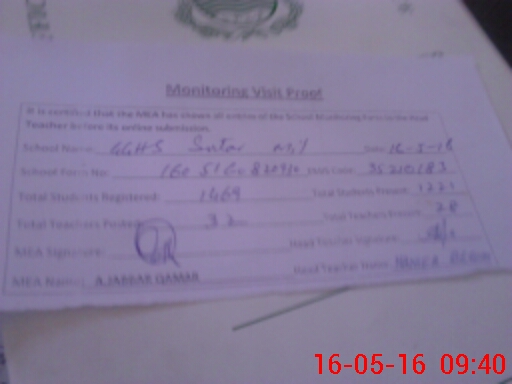 Monitoring Visit Proof
It is certified that the MEA has shown all entries of the School Monitoring Form to the Head
Teacher before its online submission.
School Name: GGHS Date: 16-5-16
School Form No: EMIS Code: 35210183
Total Students Registered: 1469 Total Students Present: 1221
Total Teachers Posted: 32 Total Teachers Present: 28
MEA Signature: Head Teacher Signature:
MEA Name: A.JABBAR QAMAR Head Teacher Name:
16-05-16 09:40